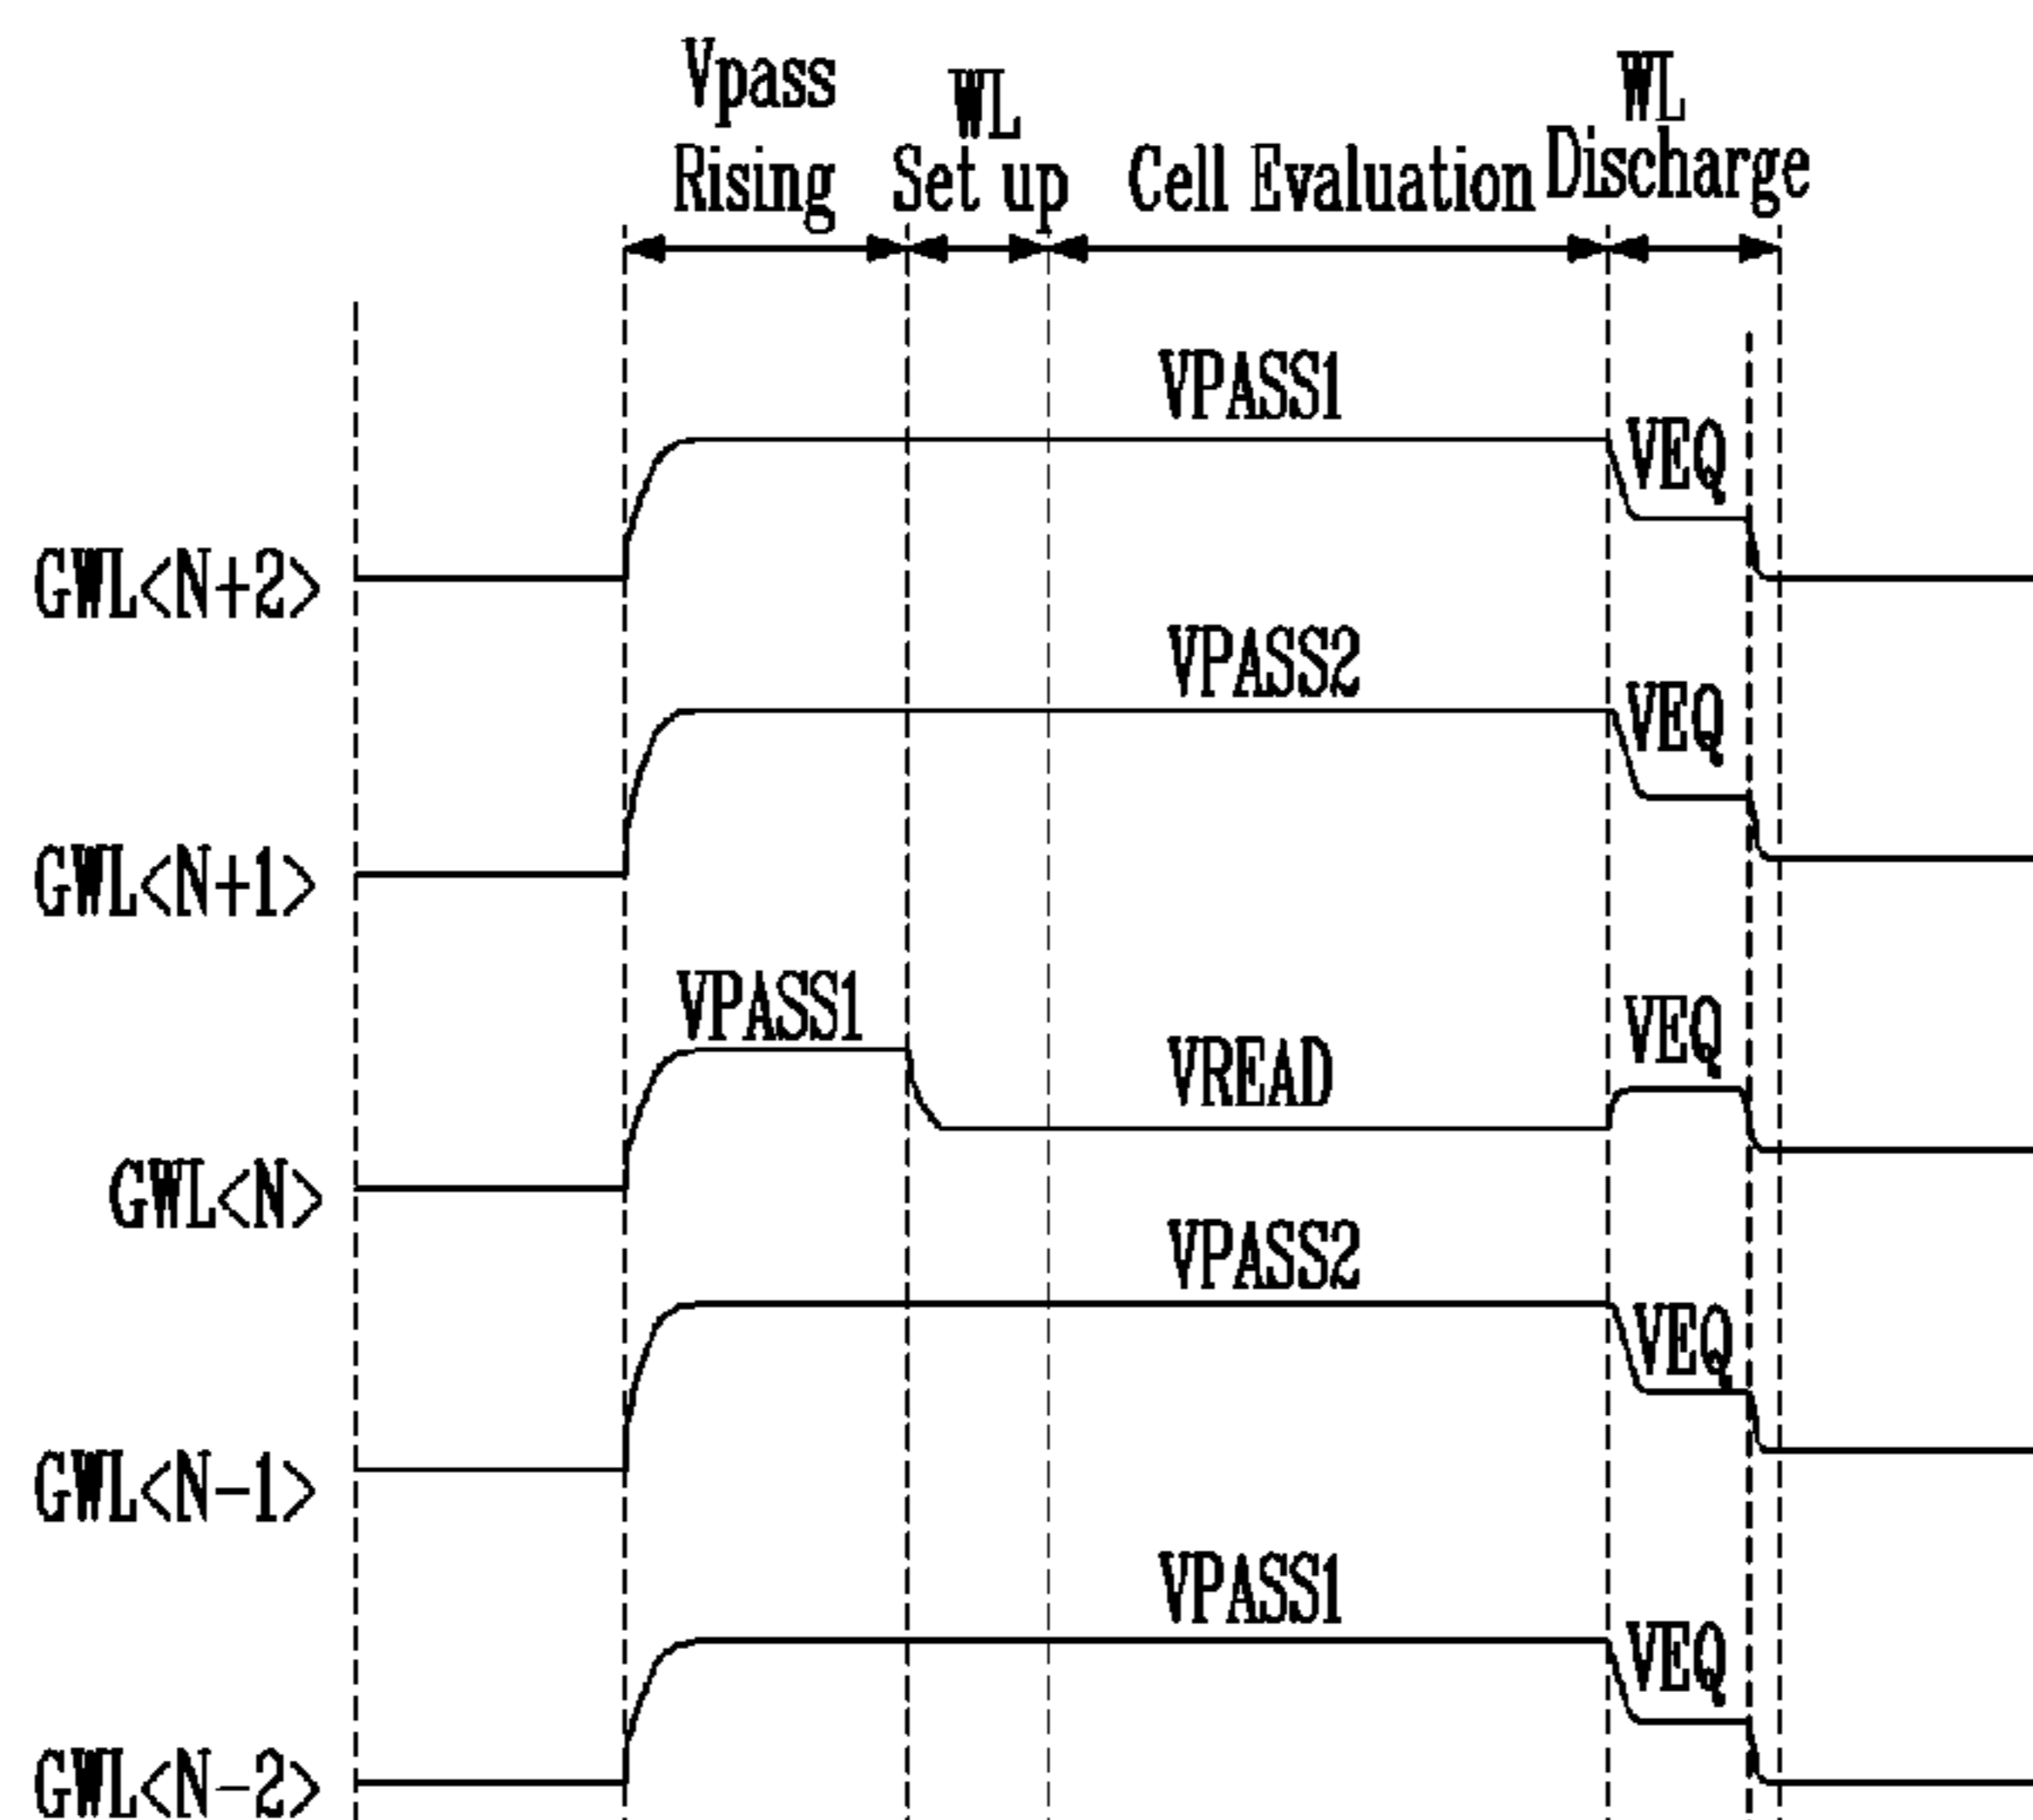 Vpass
Rising
WL
Set up
Cell Evaluation
WL
Discharge
VPASS1
VEQ
GWL<N+2>
VPASS2
VEQ
GWL<N+1>
VPASS1
VREAD
VEQ
GWL<N>
VPASS2
VEQ
GWL<N-1>
VPASS1
VEQ
GWL<N-2>